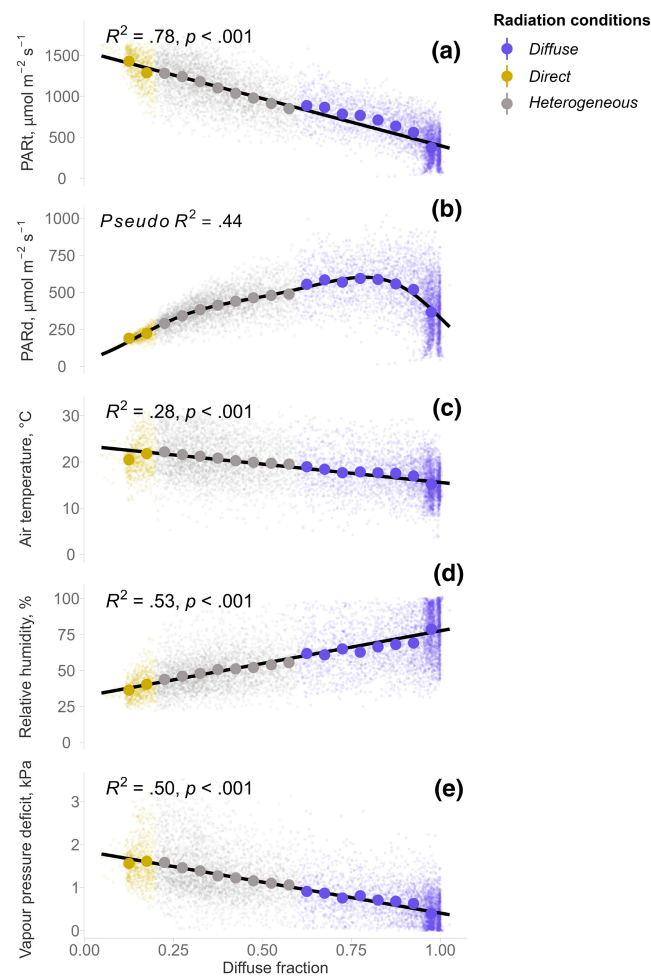 Radiation conditions
Diffuse
Direct
Heterogeneous
R² = .78, p < .001
(a)
PARt, µmol m⁻² s⁻¹
1500
1000
500
0
Pseudo R² = .44
(b)
PARd, µmol m⁻² s⁻¹
1000
750
500
250
0
R² = .28, p < .001
(c)
Air temperature, °C
30
20
10
0
R² = .53, p < .001
(d)
Relative humidity, %
100
75
50
25
0
R² = .50, p < .001
(e)
Vapour pressure deficit, kPa
3
2
1
0
0.00 0.25 0.50 0.75 1.00
Diffuse fraction